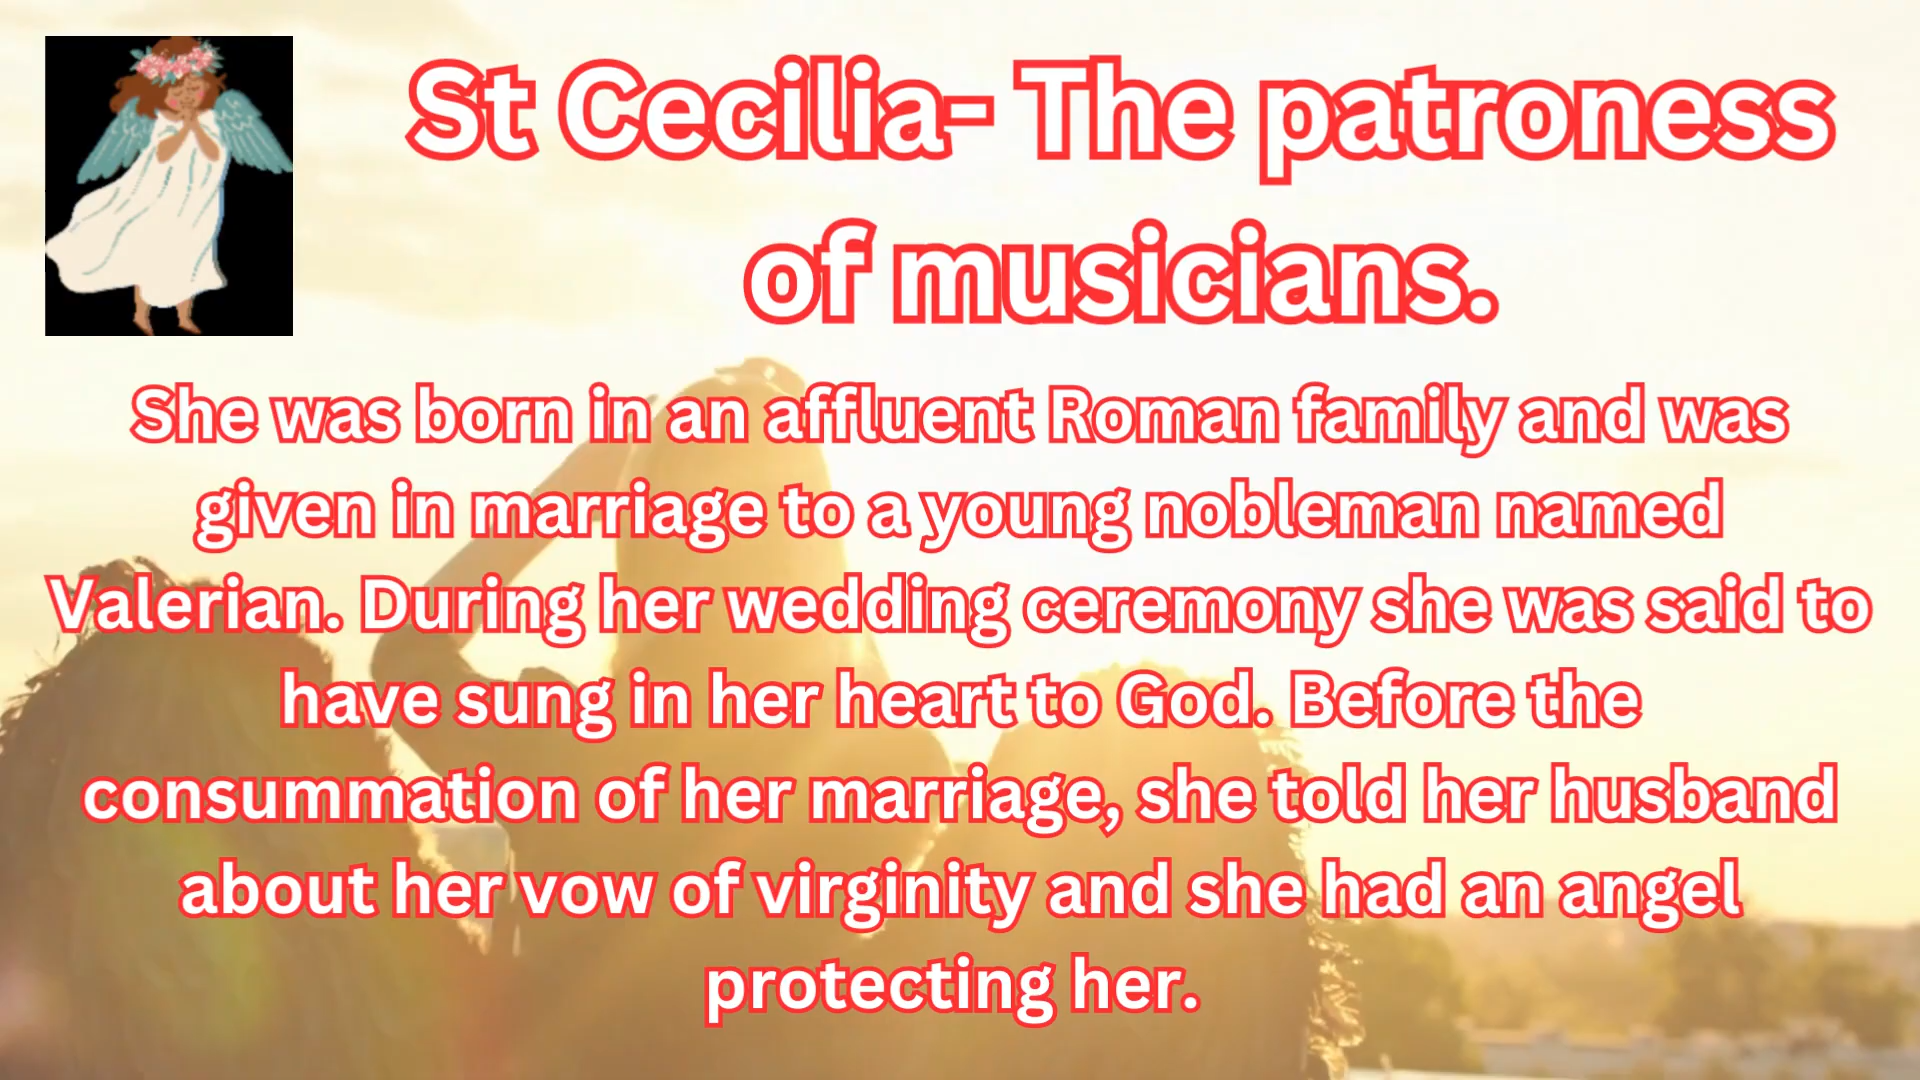 St Cecilia- The patroness
of musicians.
She was born in an affluent Roman family and was
given in marriage to a young nobleman named
Valerian. During her wedding ceremony she was said to
have sung in her heart to God. Before the
consummation of her marriage, she told her husband
about her vow of virginity and she had an angel
protecting her.